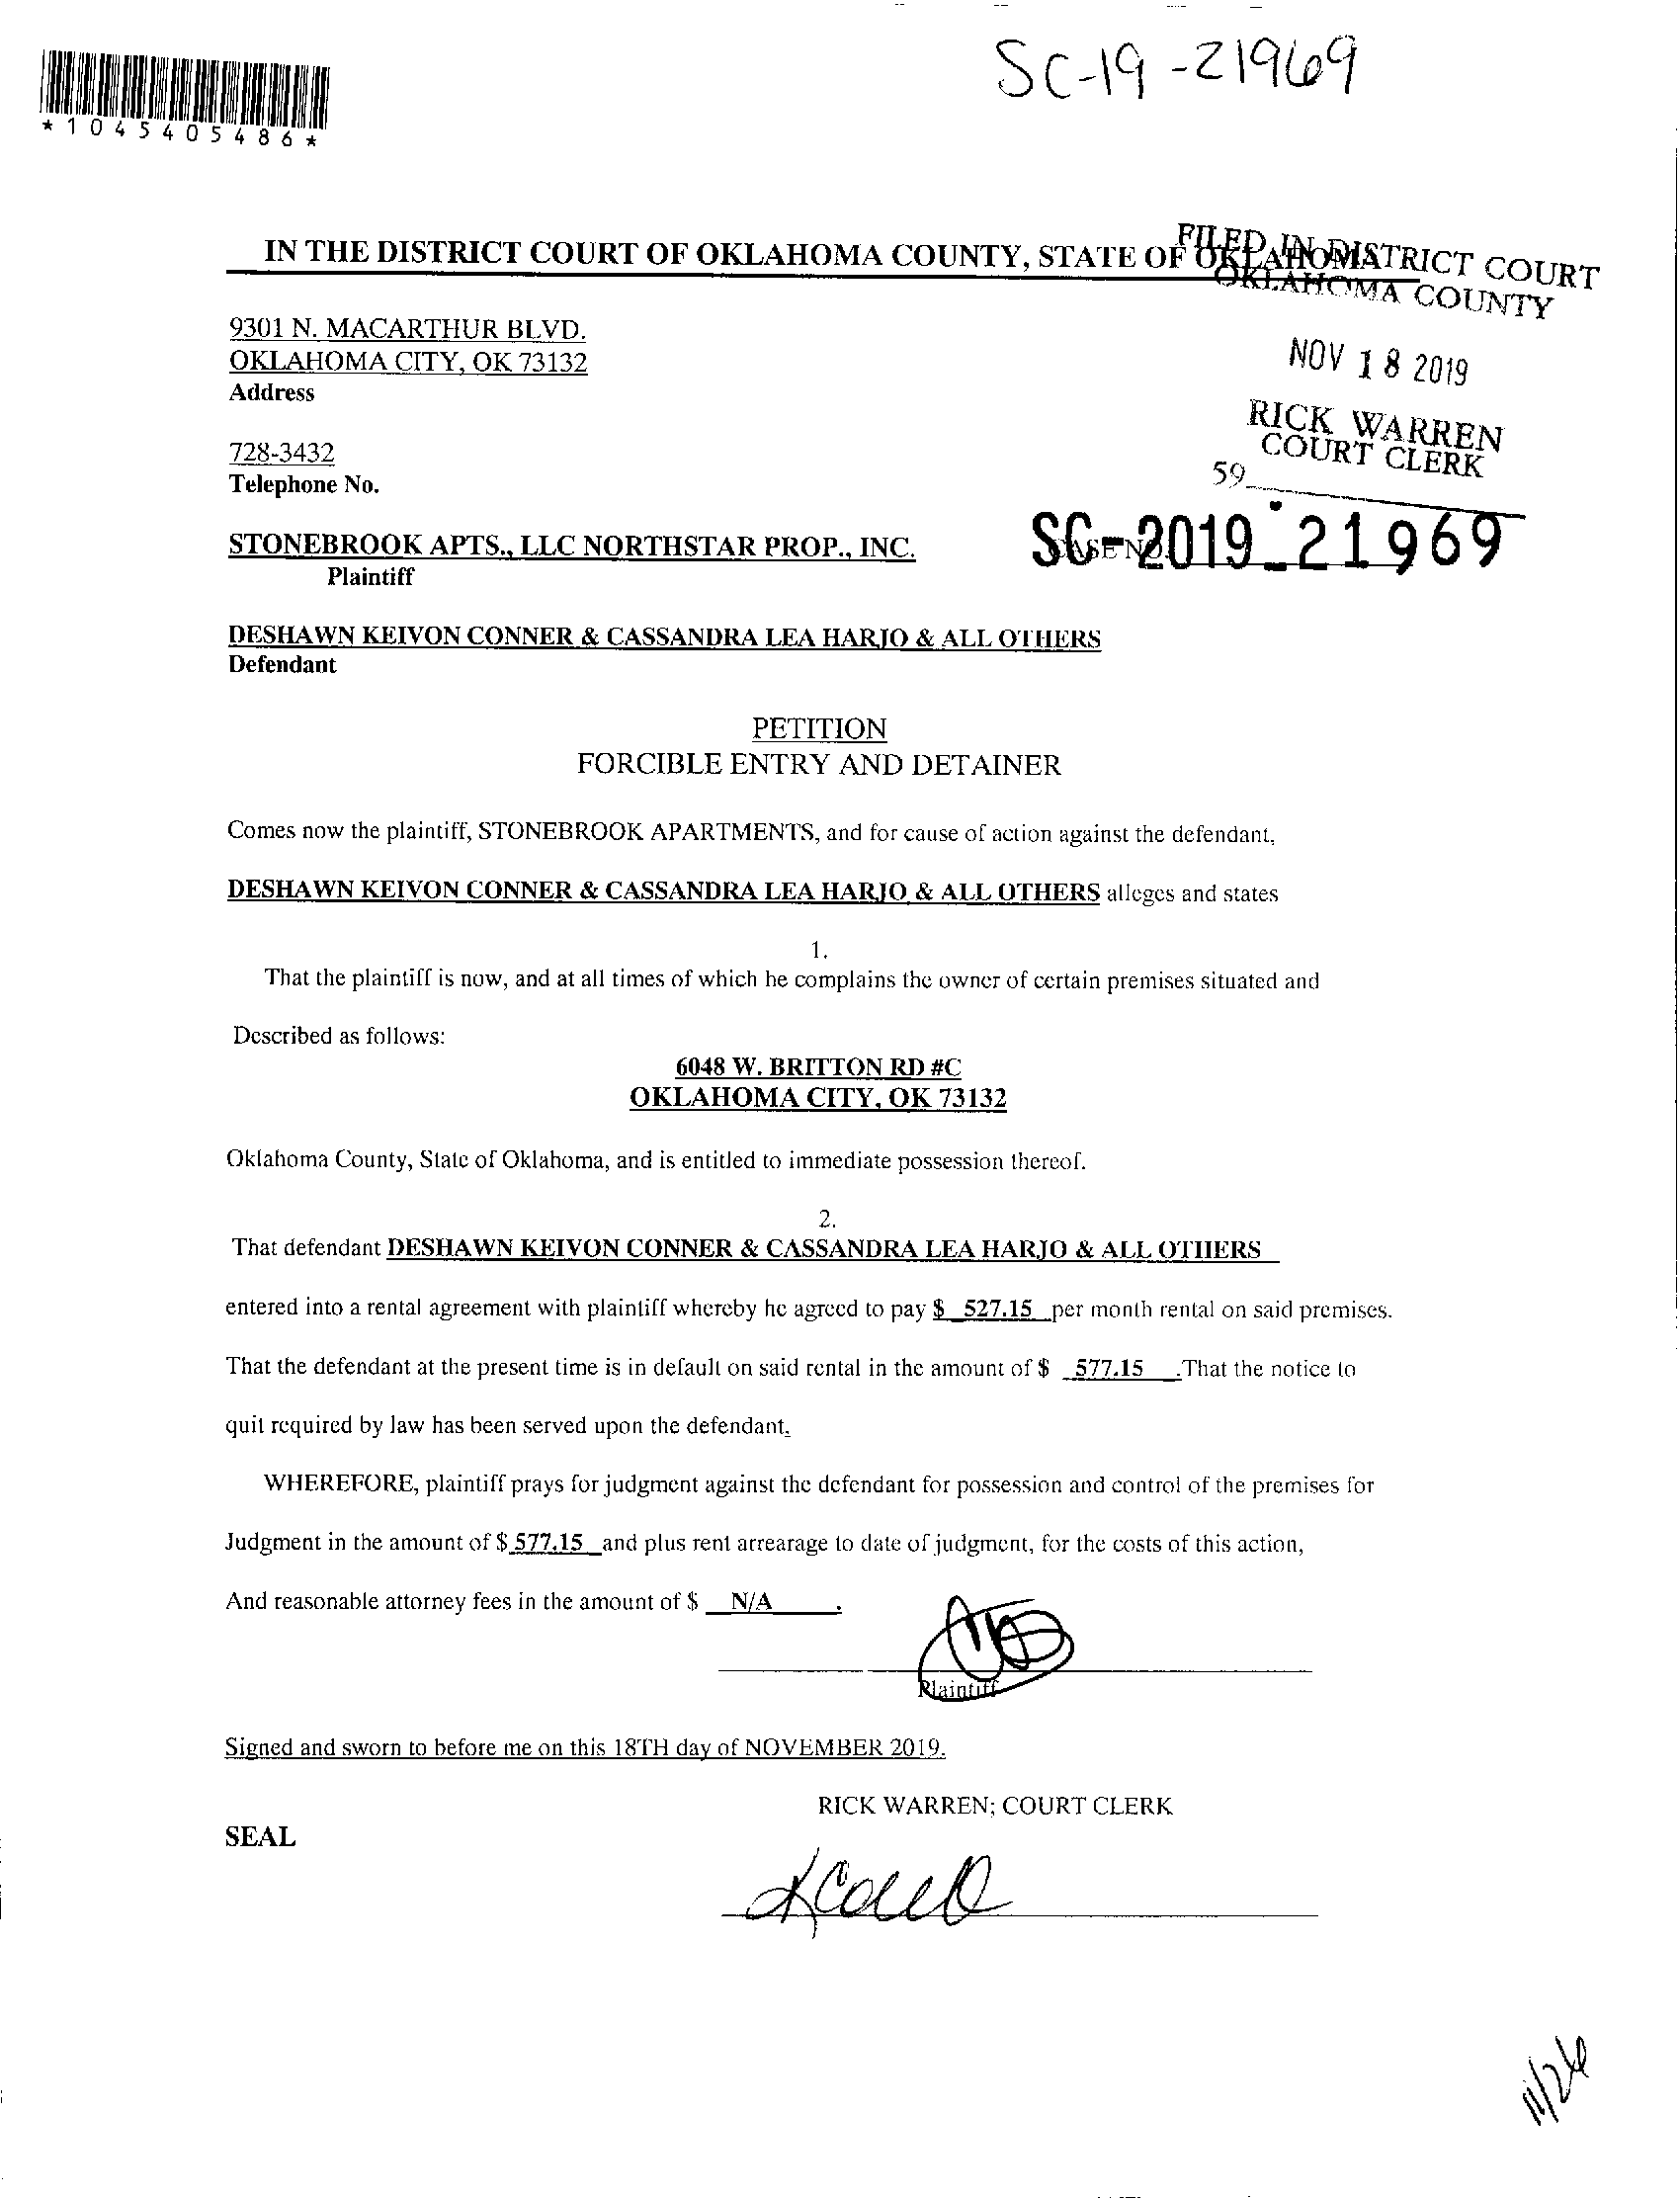 SC-19-21969
*1045405486*
IN THE DISTRICT COURT OF OKLAHOMA COUNTY, STATE OF OKLAHOMA
FILED IN DISTRICT COURT
OKLAHOMA COUNTY
9301 N. MACARTHUR BLVD.
OKLAHOMA CITY, OK 73132
Address
NOV 18 2019
RICK WARREN
COURT CLERK
728-3432
Telephone No.
59
STONEBROOK APTS., LLC NORTHSTAR PROP., INC.
CASE NO.
SC-2019-21969
Plaintiff
DESHAWN KEIVON CONNER & CASSANDRA LEA HARJO & ALL OTHERS
Defendant
PETITION
FORCIBLE ENTRY AND DETAINER
Comes now the plaintiff, STONEBROOK APARTMENTS, and for cause of action against the defendant,
DESHAWN KEIVON CONNER & CASSANDRA LEA HARJO & ALL OTHERS alleges and states
1.
That the plaintiff is now, and at all times of which he complains the owner of certain premises situated and
Described as follows:
6048 W. BRITTON RD #C
OKLAHOMA CITY, OK 73132
Oklahoma County, State of Oklahoma, and is entitled to immediate possession thereof.
2.
That defendant DESHAWN KEIVON CONNER & CASSANDRA LEA HARJO & ALL OTHERS
entered into a rental agreement with plaintiff whereby he agreed to pay $ 527.15 per month rental on said premises.
That the defendant at the present time is in default on said rental in the amount of $ 577.15 .That the notice to
quit required by law has been served upon the defendant.
WHEREFORE, plaintiff prays for judgment against the defendant for possession and control of the premises for
Judgment in the amount of $ 577.15 and plus rent arrearage to date of judgment, for the costs of this action,
And reasonable attorney fees in the amount of $ N/A .
Plaintiff
Signed and sworn to before me on this 18TH day of NOVEMBER 2019.
RICK WARREN; COURT CLERK
SEAL
11/26